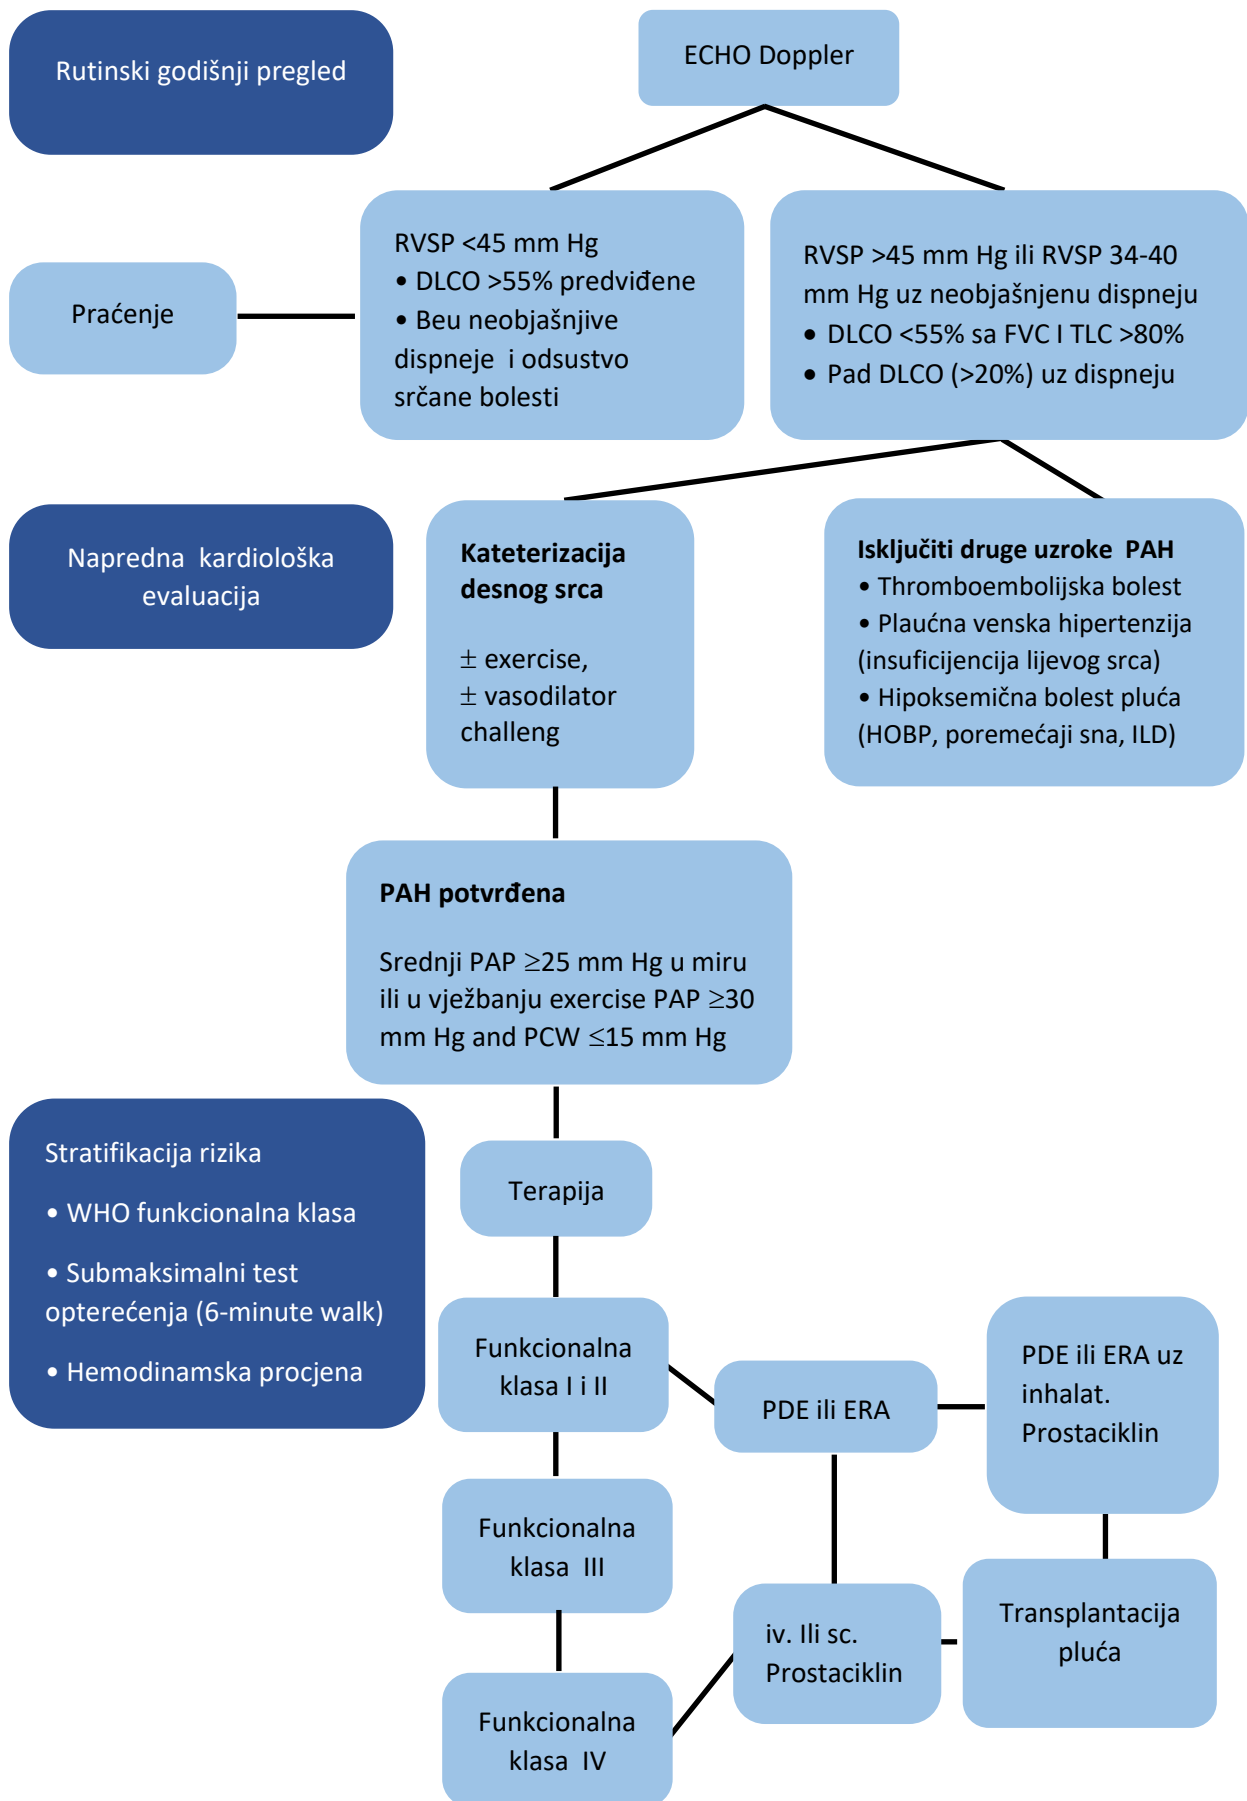 Rutinski godišnji pregled
ECHO Doppler
Praćenje
RVSP <45 mm Hg
• DLCO >55% predviđene
• Beu neobjašnjive
dispneje i odsustvo
srčane bolesti
RVSP >45 mm Hg ili RVSP 34-40
mm Hg uz neobjašnjenu dispneju
• DLCO <55% sa FVC I TLC >80%
• Pad DLCO (>20%) uz dispneju
Napredna kardiološka
evaluacija
Kateterizacija
desnog srca
± exercise,
± vasodilator
challeng
Isključiti druge uzroke PAH
• Thromboembolijska bolest
• Plaućna venska hipertenzija
(insuficijencija lijevog srca)
• Hipoksemična bolest pluća
(HOBP, poremećaji sna, ILD)
PAH potvrđena
Srednji PAP ≥25 mm Hg u miru
ili u vježbanju exercise PAP ≥30
mm Hg and PCW ≤15 mm Hg
Stratifikacija rizika
• WHO funkcionalna klasa
• Submaksimalni test
opterećenja (6-minute walk)
• Hemodinamska procjena
Terapija
Funkcionalna
klasa I i II
PDE ili ERA
PDE ili ERA uz
inhalat.
Prostaciklin
Funkcionalna
klasa III
iv. Ili sc.
Prostaciklin
Transplantacija
pluća
Funkcionalna
klasa IV